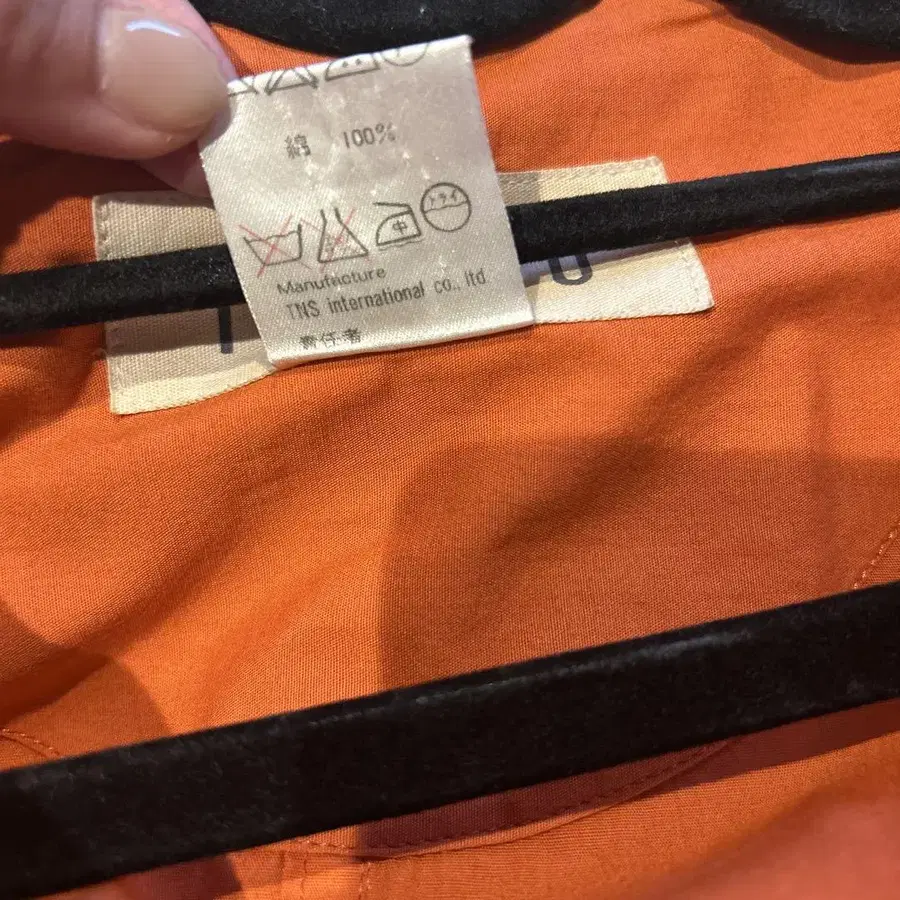 綿 100%
中 ドライ
Manufacture
TNS international co., ltd.
責任者